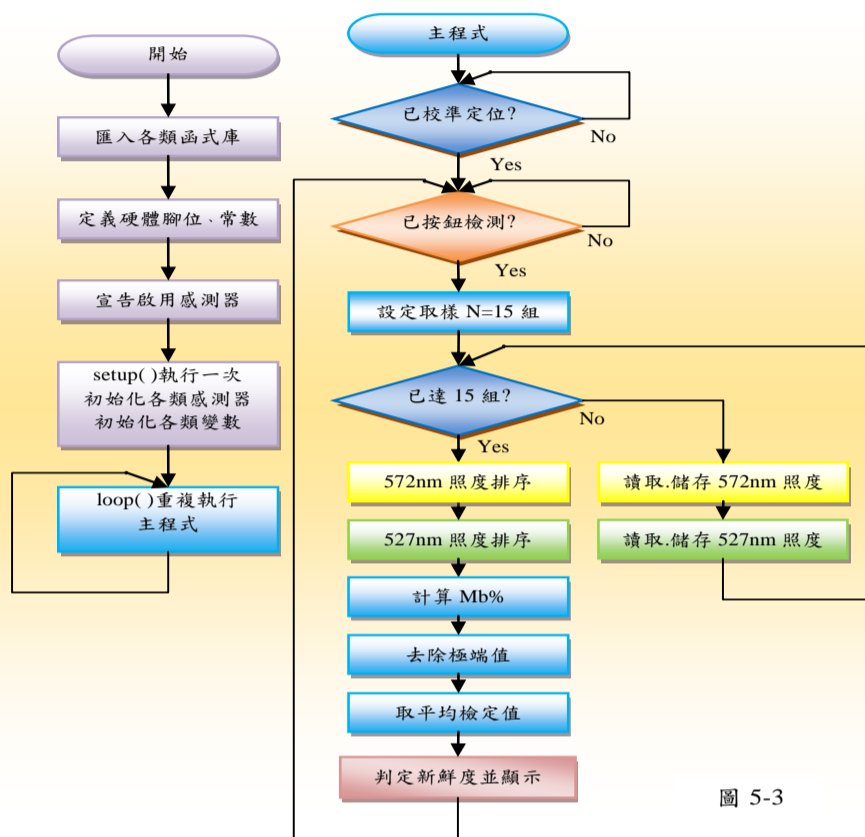 開始
匯入各類函式庫
定義硬體腳位、常數
宣告啟用感測器
setup( )執行一次
初始化各類感測器
初始化各類變數
loop( )重複執行
主程式
主程式
已校準定位?
No
Yes
已按鈕檢測?
No
Yes
設定取樣 N=15 組
已達 15 組?
No
Yes
572nm 照度排序
527nm 照度排序
計算 Mb%
去除極端值
取平均檢定值
判定新鮮度並顯示
讀取.儲存 572nm 照度
讀取.儲存 527nm 照度
圖 5-3